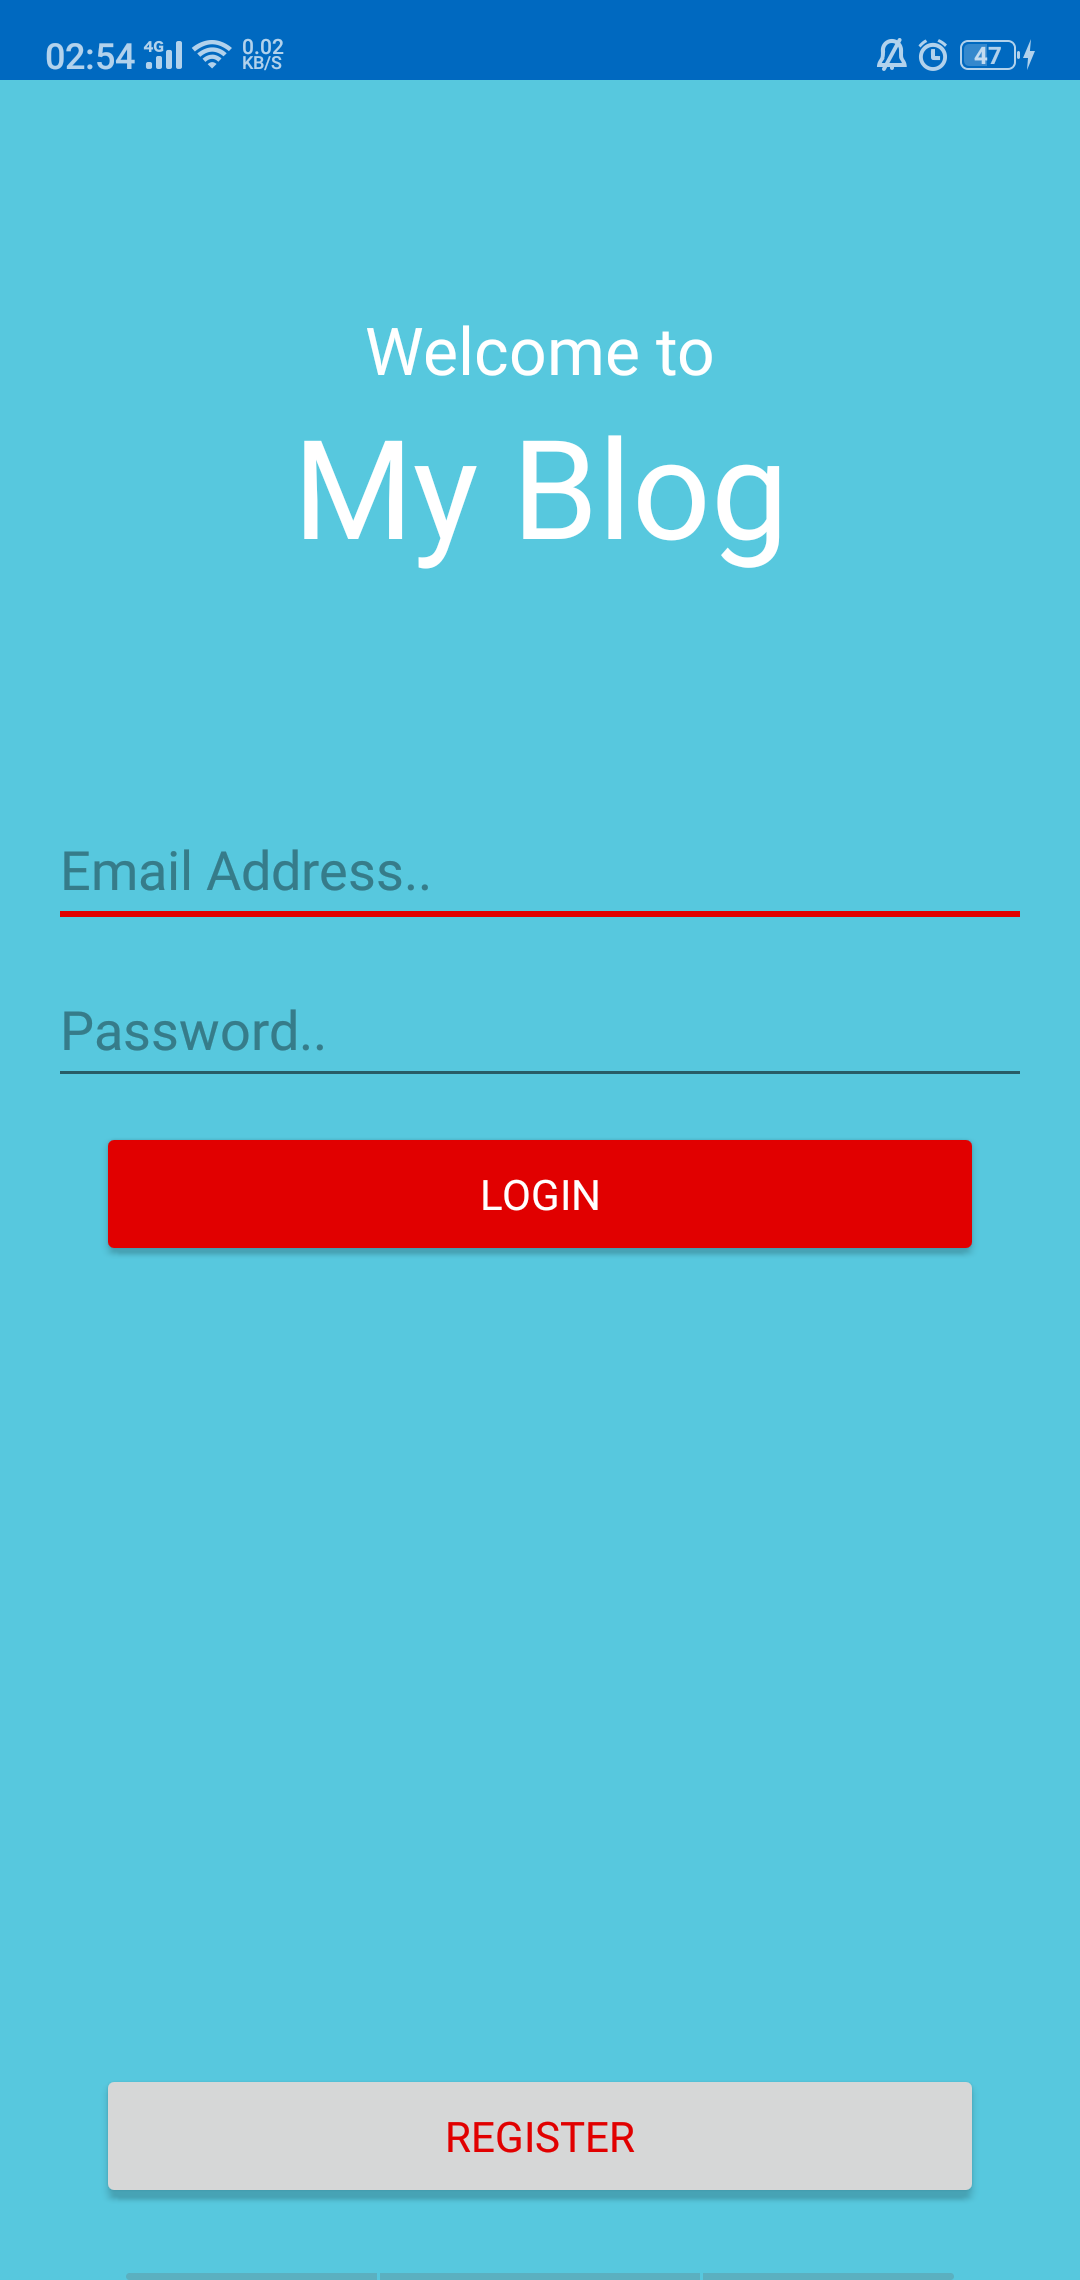 02:54 4G 0.02 KB/S 47
Welcome to
My Blog
Email Address..
Password..
LOGIN
REGISTER